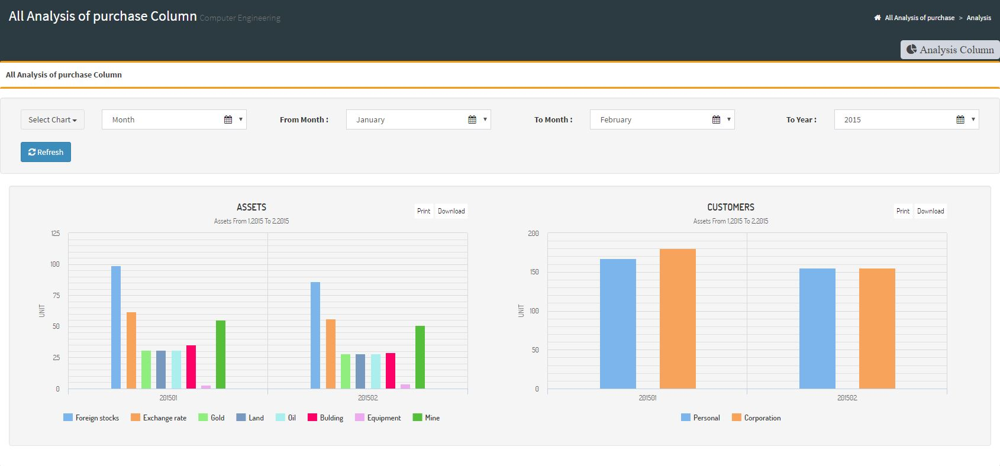 All Analysis of purchase Column Computer Engineering
All Analysis of purchase > Analysis
Analysis Column
All Analysis of purchase Column
Select Chart Month From Month : January To Month : February To Year : 2015
Refresh
ASSETS
Print Download
Assets From 1,2015 To 2,2015
125
100
75
50
25
0
UNIT
201501 201502
Foreign stocks Exchange rate Gold Land Oil Bulding Equipment Mine
CUSTOMERS
Print Download
Assets From 1,2015 To 2,2015
200
150
100
50
0
UNIT
201501 201502
Personal Corporation